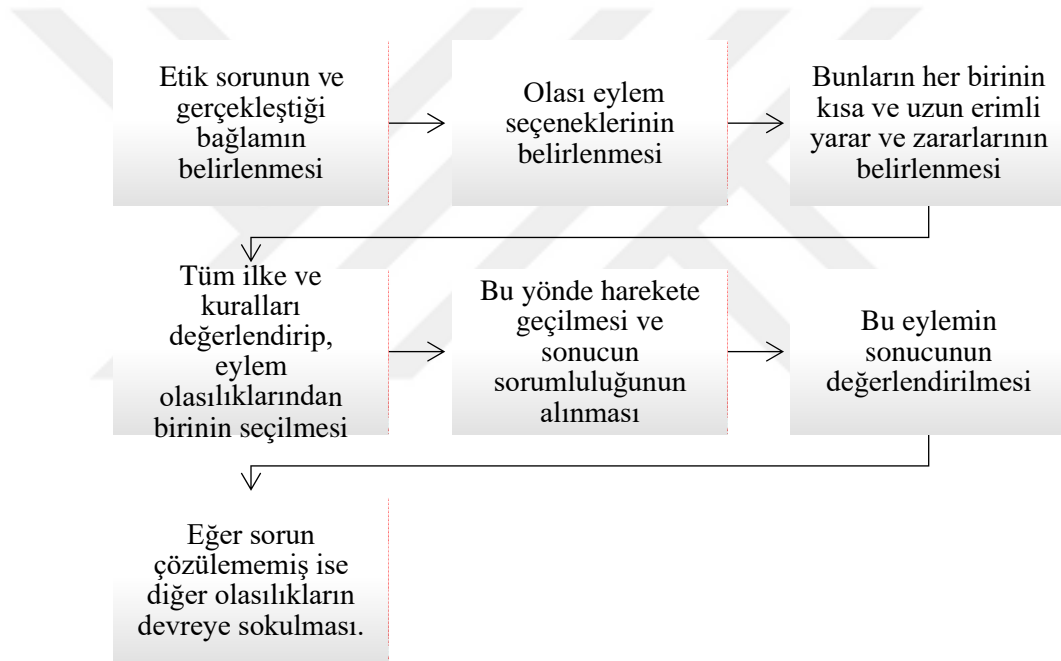 Etik sorunun ve
gerçekleştiği
bağlamın
belirlenmesi
Olası eylem
seçeneklerinin
belirlenmesi
Bunların her birinin
kısa ve uzun erimli
yarar ve zararlarının
belirlenmesi
Tüm ilke ve
kuralları
değerlendirip,
eylem
olasılıklarından
birinin seçilmesi
Bu yönde harekete
geçilmesi ve
sonucun
sorumluluğunun
alınması
Bu eylemin
sonucunun
değerlendirilmesi
Eğer sorun
çözülememiş ise
diğer olasılıkların
devreye sokulması.